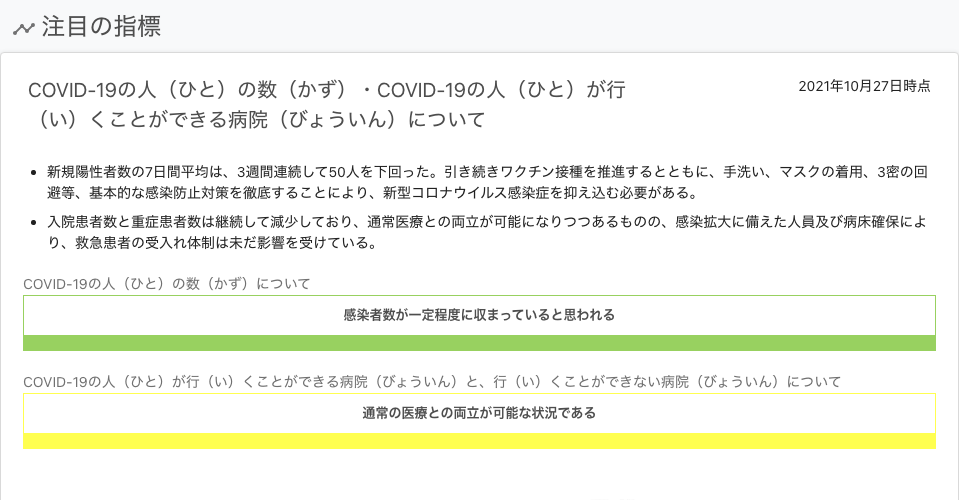 注目の指標
COVID-19の人（ひと）の数（かず）・COVID-19の人（ひと）が行
（い）くことができる病院（びょういん）について
2021年10月27日時点
新規陽性者数の7日間平均は、3週間連続して50人を下回った。引き続きワクチン接種を推進するとともに、手洗い、マスクの着用、3密の回
避等、基本的な感染防止対策を徹底することにより、新型コロナウイルス感染症を抑え込む必要がある。
入院患者数と重症患者数は継続して減少しており、通常医療との両立が可能になりつつあるものの、感染拡大に備えた人員及び病床確保によ
り、救急患者の受入れ体制は未だ影響を受けている。
COVID-19の人（ひと）の数（かず）について
感染者数が一定程度に収まっていると思われる
COVID-19の人（ひと）が行（い）くことができる病院（びょういん）と、行（い）くことができない病院（びょういん）について
通常の医療との両立が可能な状況である